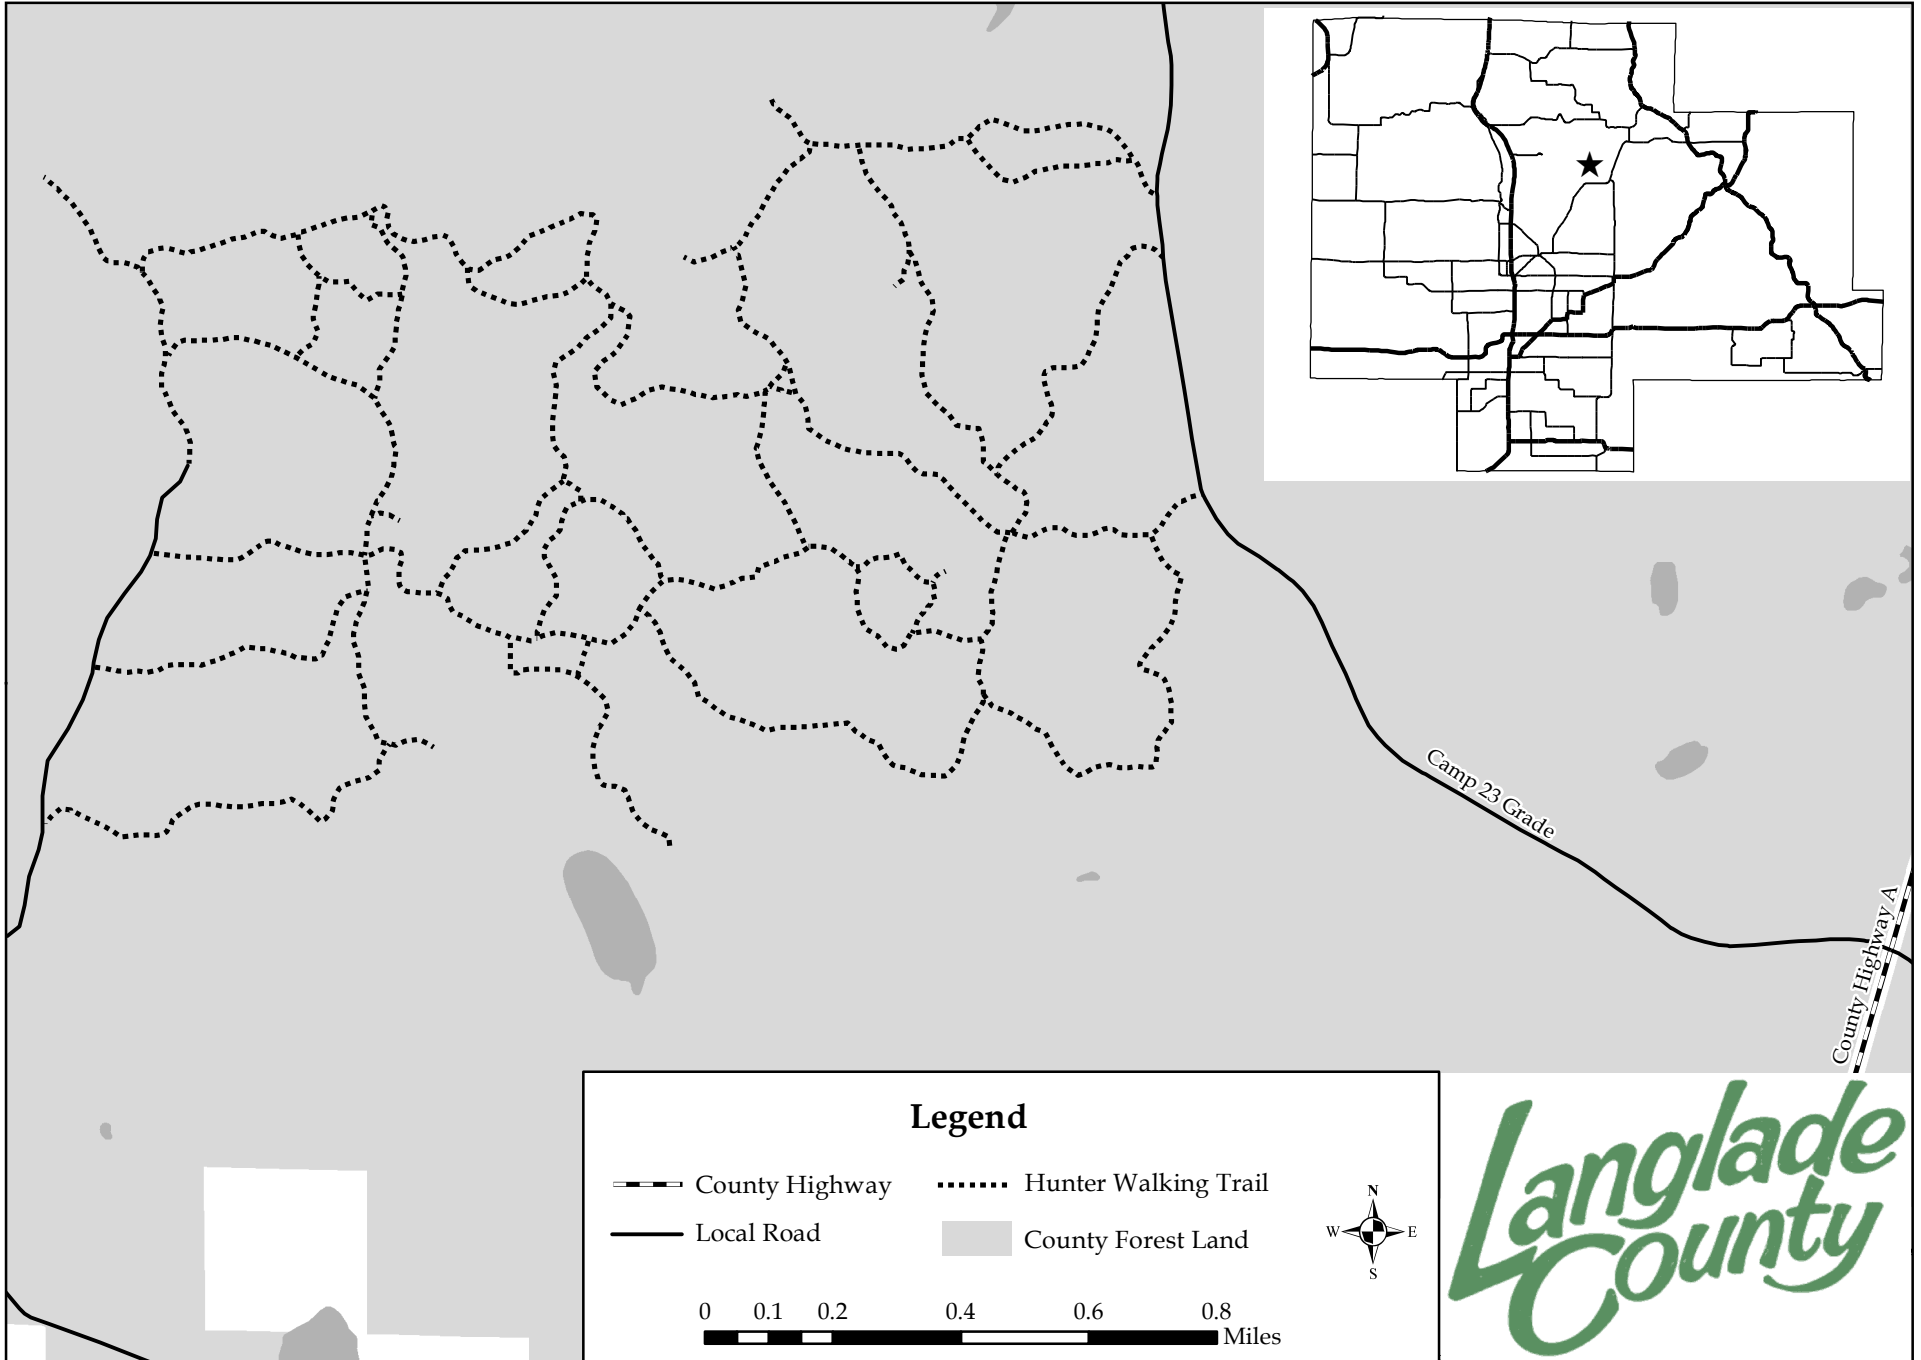 Camp 23 Grade
County Highway A
Legend
County Highway
Hunter Walking Trail
Local Road
County Forest Land
N
W E
S
0 0.1 0.2 0.4 0.6 0.8
Miles
Langlade
County